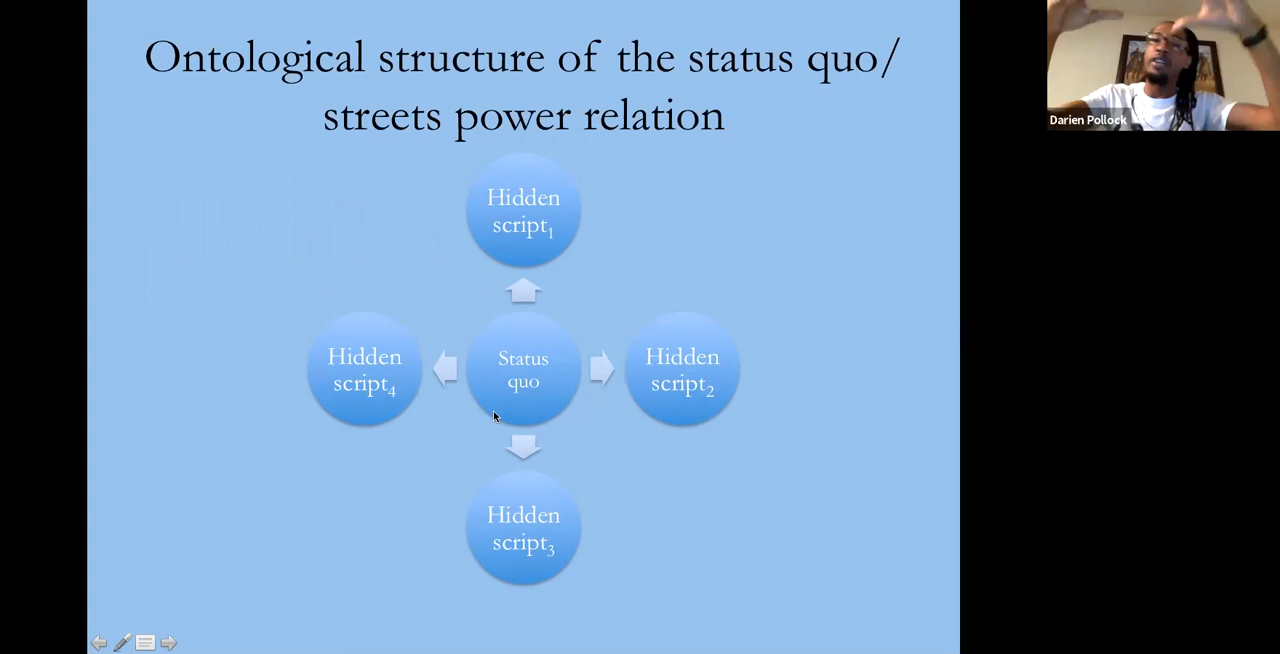 Ontological structure of the status quo/
streets power relation
Darien Pollock
Hidden
script₁
Hidden
script₄
Status
quo
Hidden
script₂
Hidden
script₃